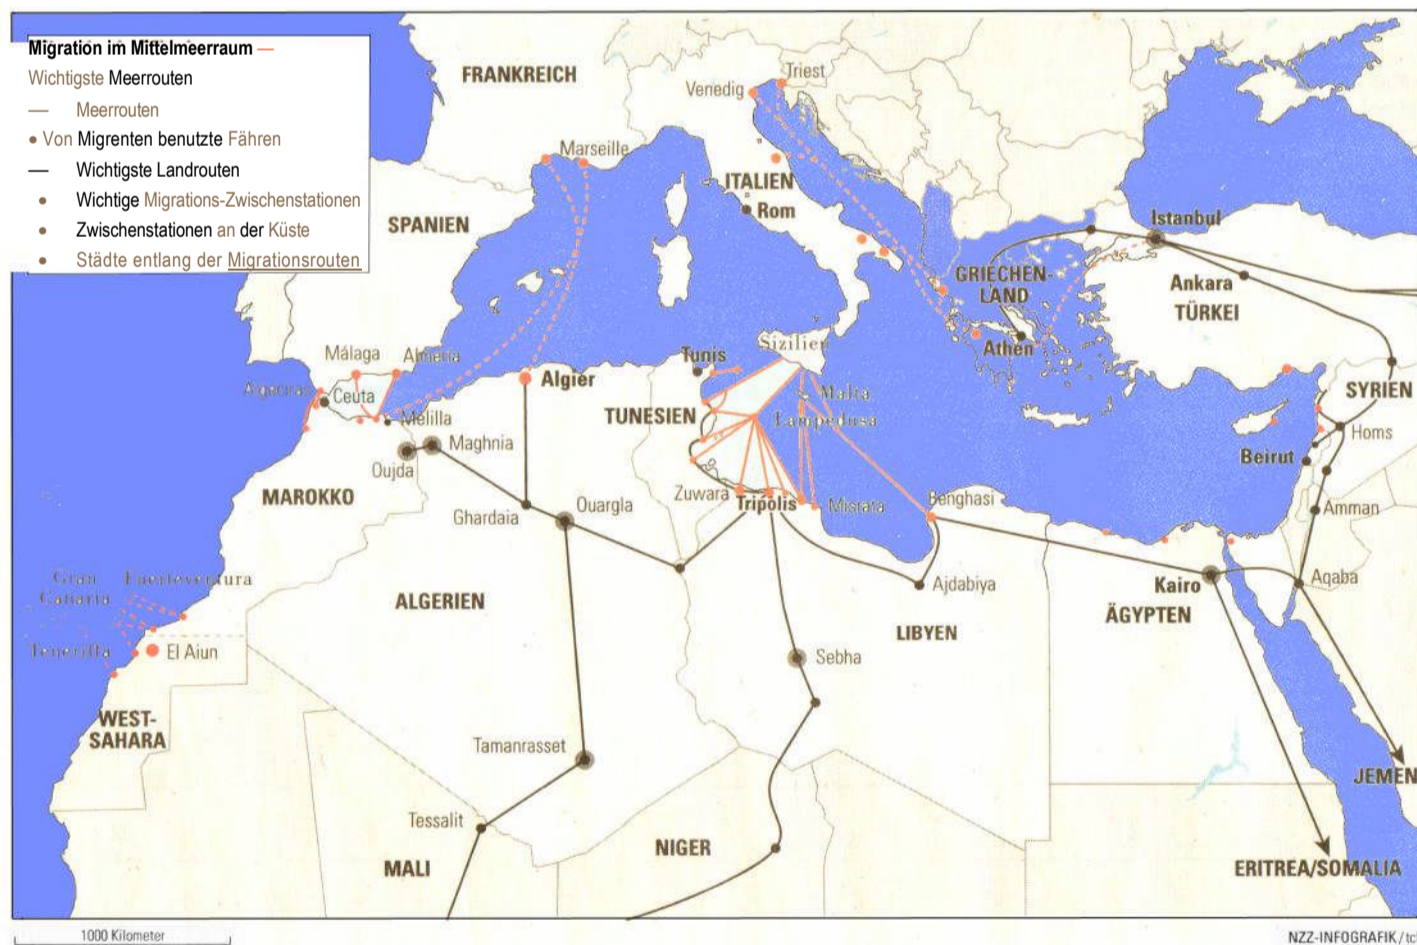 Migration im Mittelmeerraum —
Wichtigste Meerrouten
— Meerrouten
• Von Migrenten benutzte Fähren
— Wichtigste Landrouten
• Wichtige Migrations-Zwischenstationen
• Zwischenstationen an der Küste
• Städte entlang der Migrationsrouten
FRANKREICH
Triest
Venedig
Marseille
ITALIEN
Rom
SPANIEN
Istanbul
GRIECHEN-
LAND
Ankara
TÜRKEI
Athen
Sizilien
Tunis
Málaga
Almeria
Algier
Ceuta
Malta
SYRIEN
Melilla
TUNESIEN
Lampedusa
Homs
Maghnia
Beirut
Oujda
MAROKKO
Zuwara
Tripolis
Misrata
Benghasi
Ghardaia
Ouargla
Amman
Gran
Canaria
Fuerteventura
Ajdabiya
Kairo
Aqaba
ALGERIEN
ÄGYPTEN
LIBYEN
Teneriffa
El Aiun
Sebha
WEST-
SAHARA
Tamanrasset
JEMEN
Tessalit
MALI
NIGER
ERITREA/SOMALIA
1000 Kilometer
NZZ-INFOGRAFIK/